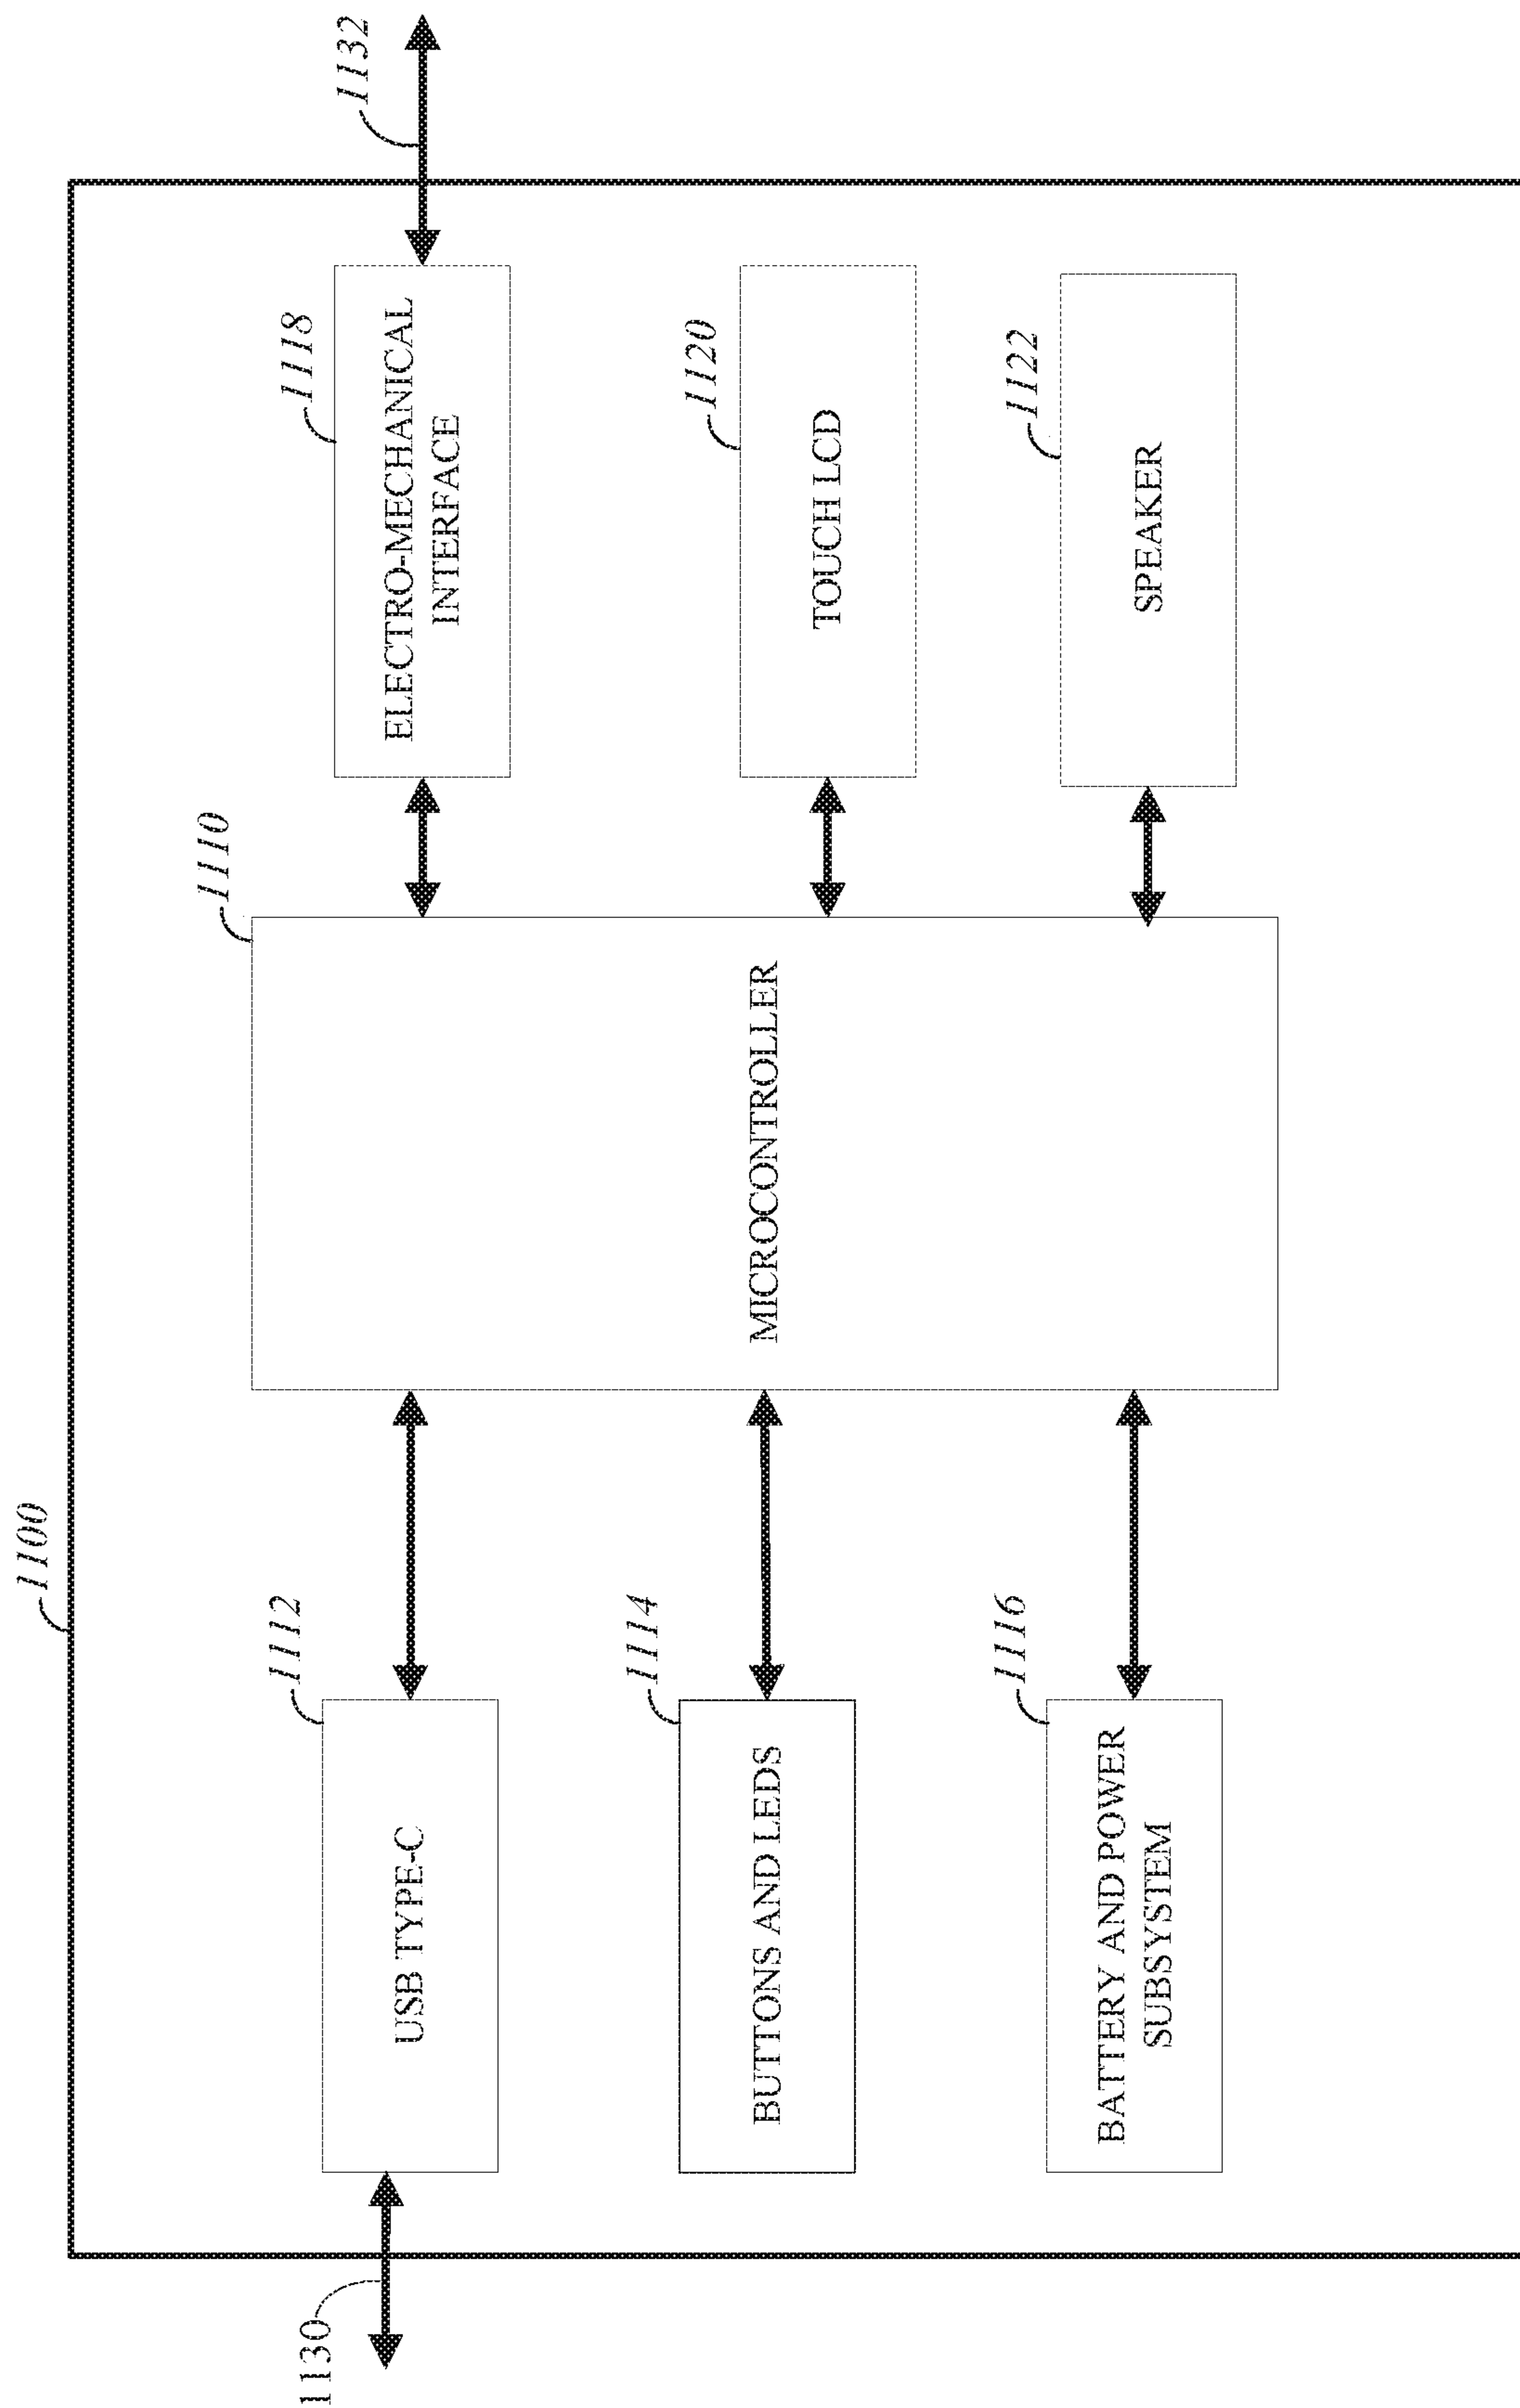 1100
1110
1112
USB TYPE-C
1130
1114
BUTTONS AND LEDS
1116
BATTERY AND POWER
SUBSYSTEM
MICROCONTROLLER
1118
ELECTRO-MECHANICAL
INTERFACE
1132
1120
TOUCH LCD
1122
SPEAKER